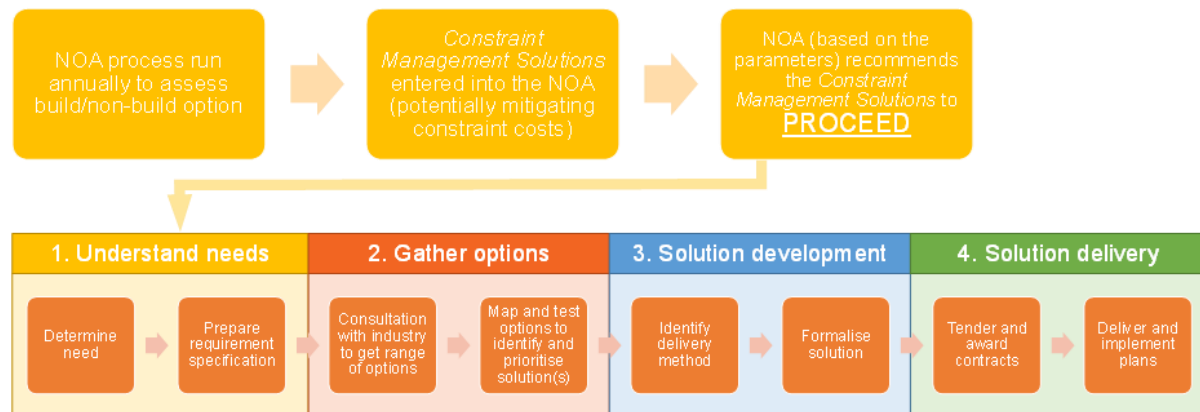 NOA process run
annually to assess
build/non-build option
Constraint
Management Solutions
entered into the NOA
(potentially mitigating
constraint costs)
NOA (based on the
parameters) recommends
the Constraint
Management Solutions to
PROCEED
1. Understand needs
2. Gather options
3. Solution development
4. Solution delivery
Determine
need
Prepare
requirement
specification
Consultation
with industry
to get range
of options
Map and test
options to
identify and
prioritise
solution(s)
Identify
delivery
method
Formalise
solution
Tender and
award
contracts
Deliver and
implement
plans